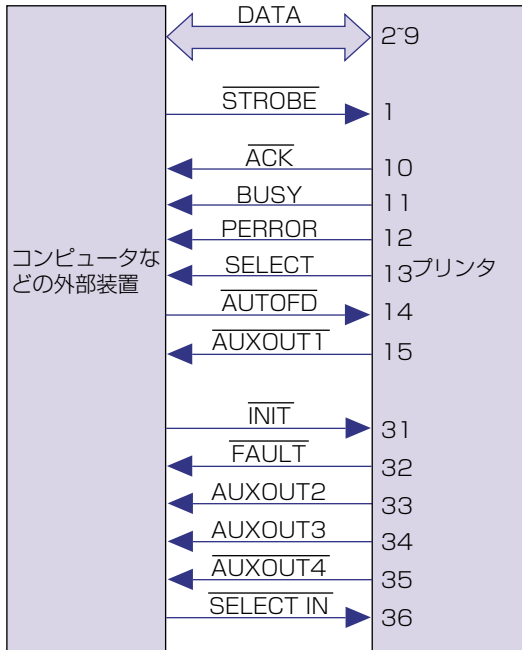 DATA
2~9
STROBE
1
ACK
10
BUSY
11
PERROR
12
コンピュータな
どの外部装置
SELECT
13プリンタ
AUTOFD
14
AUXOUT1
15
INIT
31
FAULT
32
AUXOUT2
33
AUXOUT3
34
AUXOUT4
35
SELECT IN
36